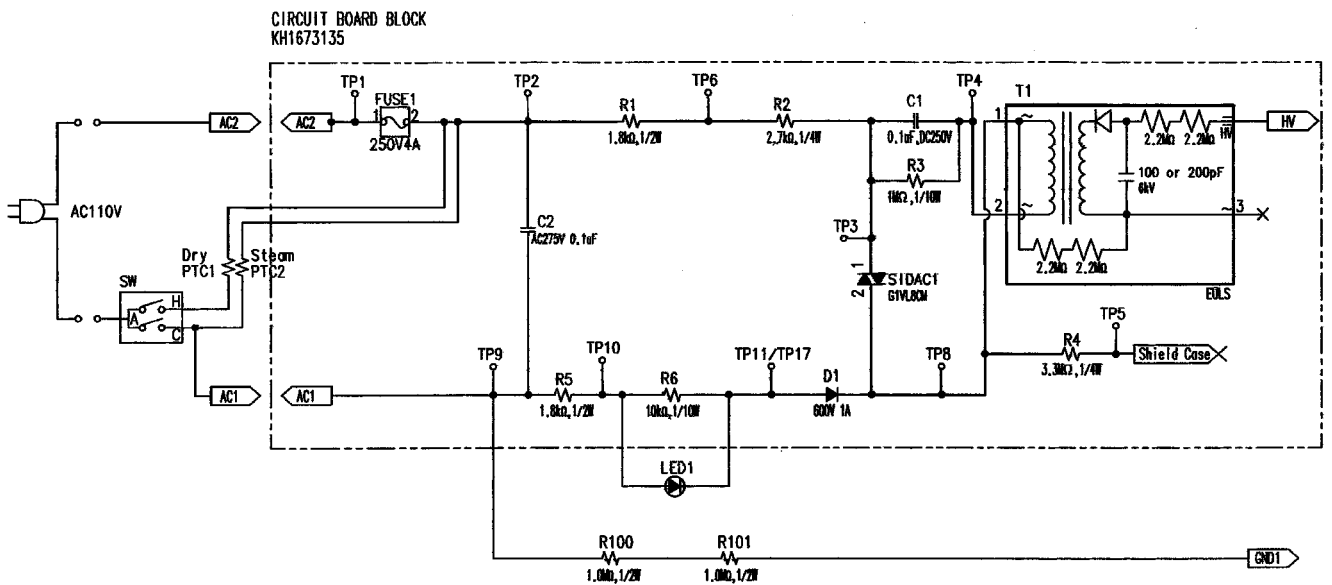 CIRCUIT BOARD BLOCK
KH1673135
TP1
TP2
TP6
TP4
T1
FUSE1
AC2
AC2
1
2
250V4A
R1
1.8kΩ,1/2W
R2
2.7kΩ,1/4W
C1
0.1uF,DC250V
R3
1MΩ,1/10W
1
~
2
~
2.2MΩ
2.2MΩ
HV
HV
100 or 200pF
6kV
~
3
2.2MΩ
2.2MΩ
EULS
AC110V
C2
AC275V 0.1uF
TP3
1
2
SIDAC1
G1VL8CM
Dry
PTC1
Steam
PTC2
SW
A
H
C
TP5
R4
3.3MΩ,1/4W
Shield Case
TP9
TP10
TP11/TP17
TP8
AC1
AC1
R5
1.8kΩ,1/2W
R6
10kΩ,1/10W
D1
600V 1A
LED1
R100
1.0MΩ,1/2W
R101
1.0MΩ,1/2W
GND1